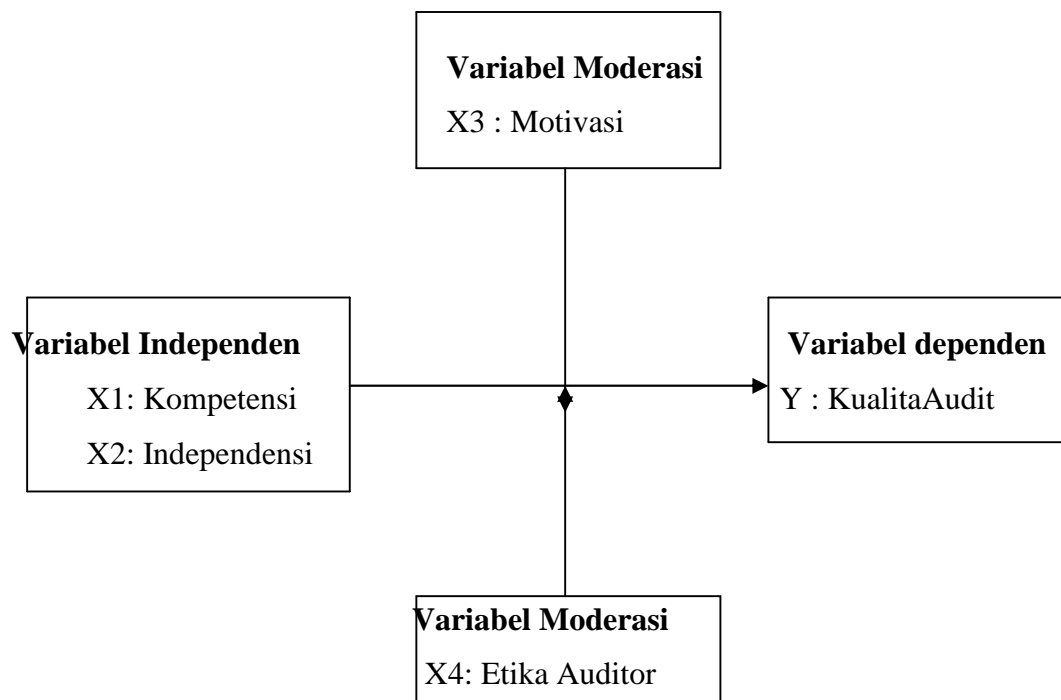 Variabel Moderasi
X3 : Motivasi
Variabel Independen
X1: Kompetensi
X2: Independensi
Variabel dependen
Y : KualitaAudit
Variabel Moderasi
X4: Etika Auditor